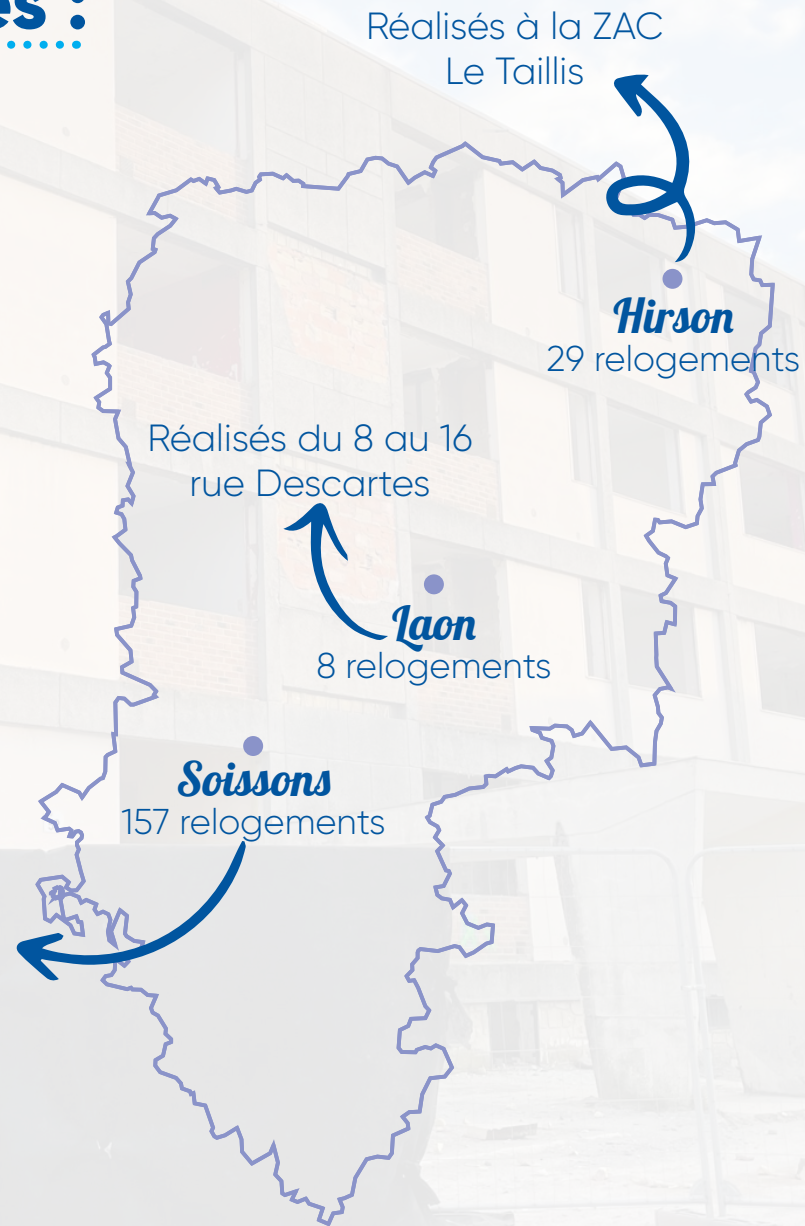 Réalisés à la ZAC
Le Taillis
Hirson
29 relogements
Réalisés du 8 au 16
rue Descartes
Laon
8 relogements
Soissons
157 relogements